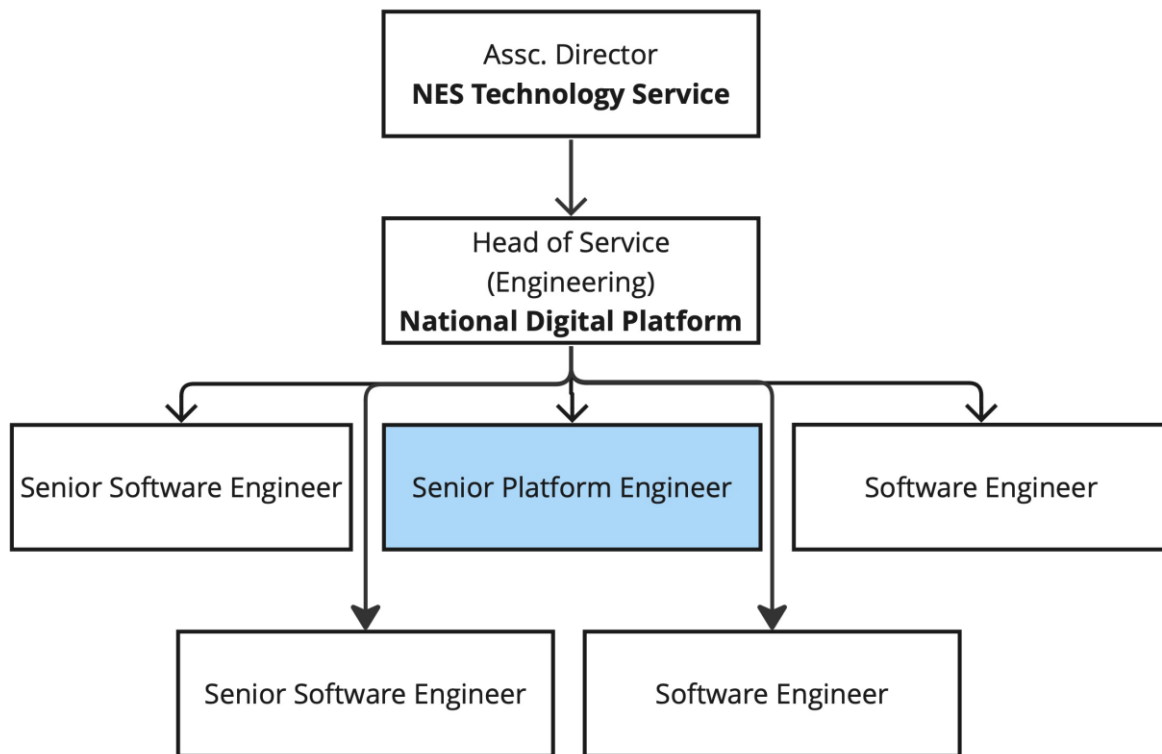 Assc. Director
NES Technology Service
Head of Service
(Engineering)
National Digital Platform
Senior Software Engineer
Senior Platform Engineer
Software Engineer
Senior Software Engineer
Software Engineer